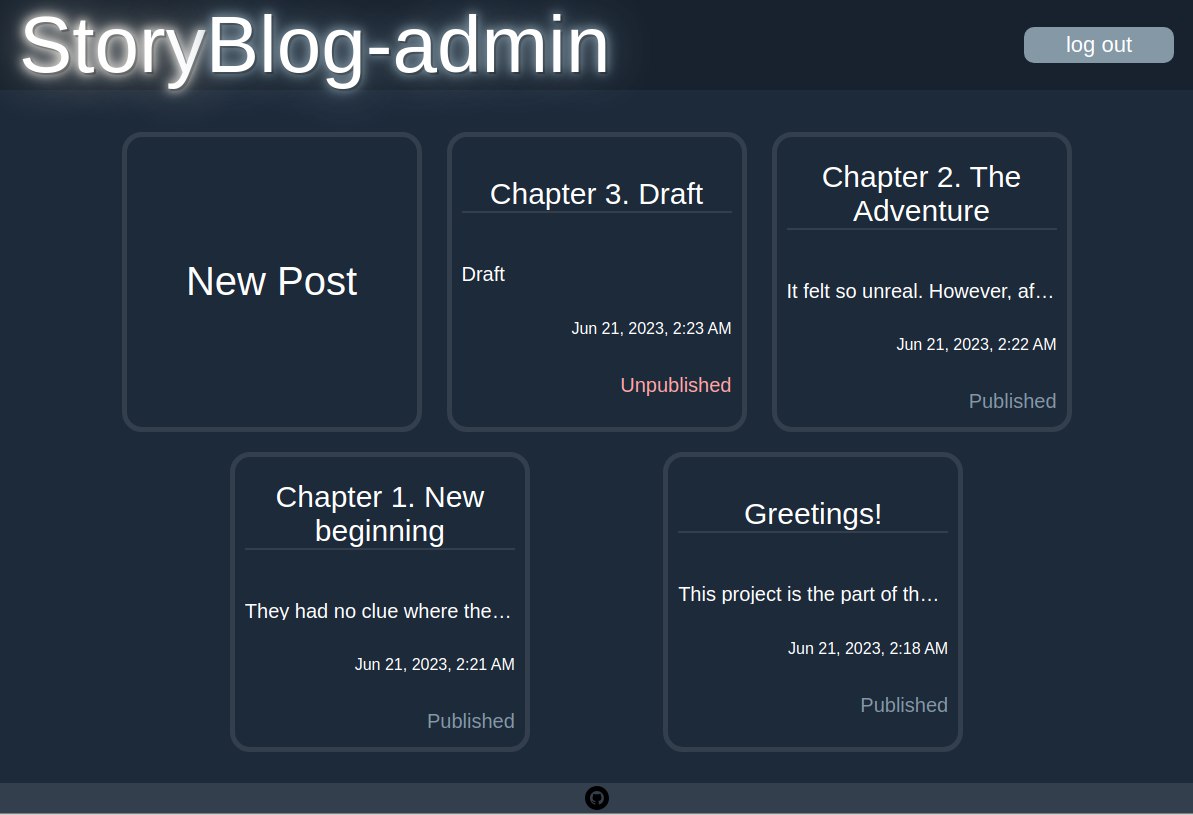 StoryBlog-admin
log out
New Post
Chapter 3. Draft
Draft
Jun 21, 2023, 2:23 AM
Unpublished
Chapter 2. The
Adventure
It felt so unreal. However, af…
Jun 21, 2023, 2:22 AM
Published
Chapter 1. New
beginning
They had no clue where the…
Jun 21, 2023, 2:21 AM
Published
Greetings!
This project is the part of th…
Jun 21, 2023, 2:18 AM
Published